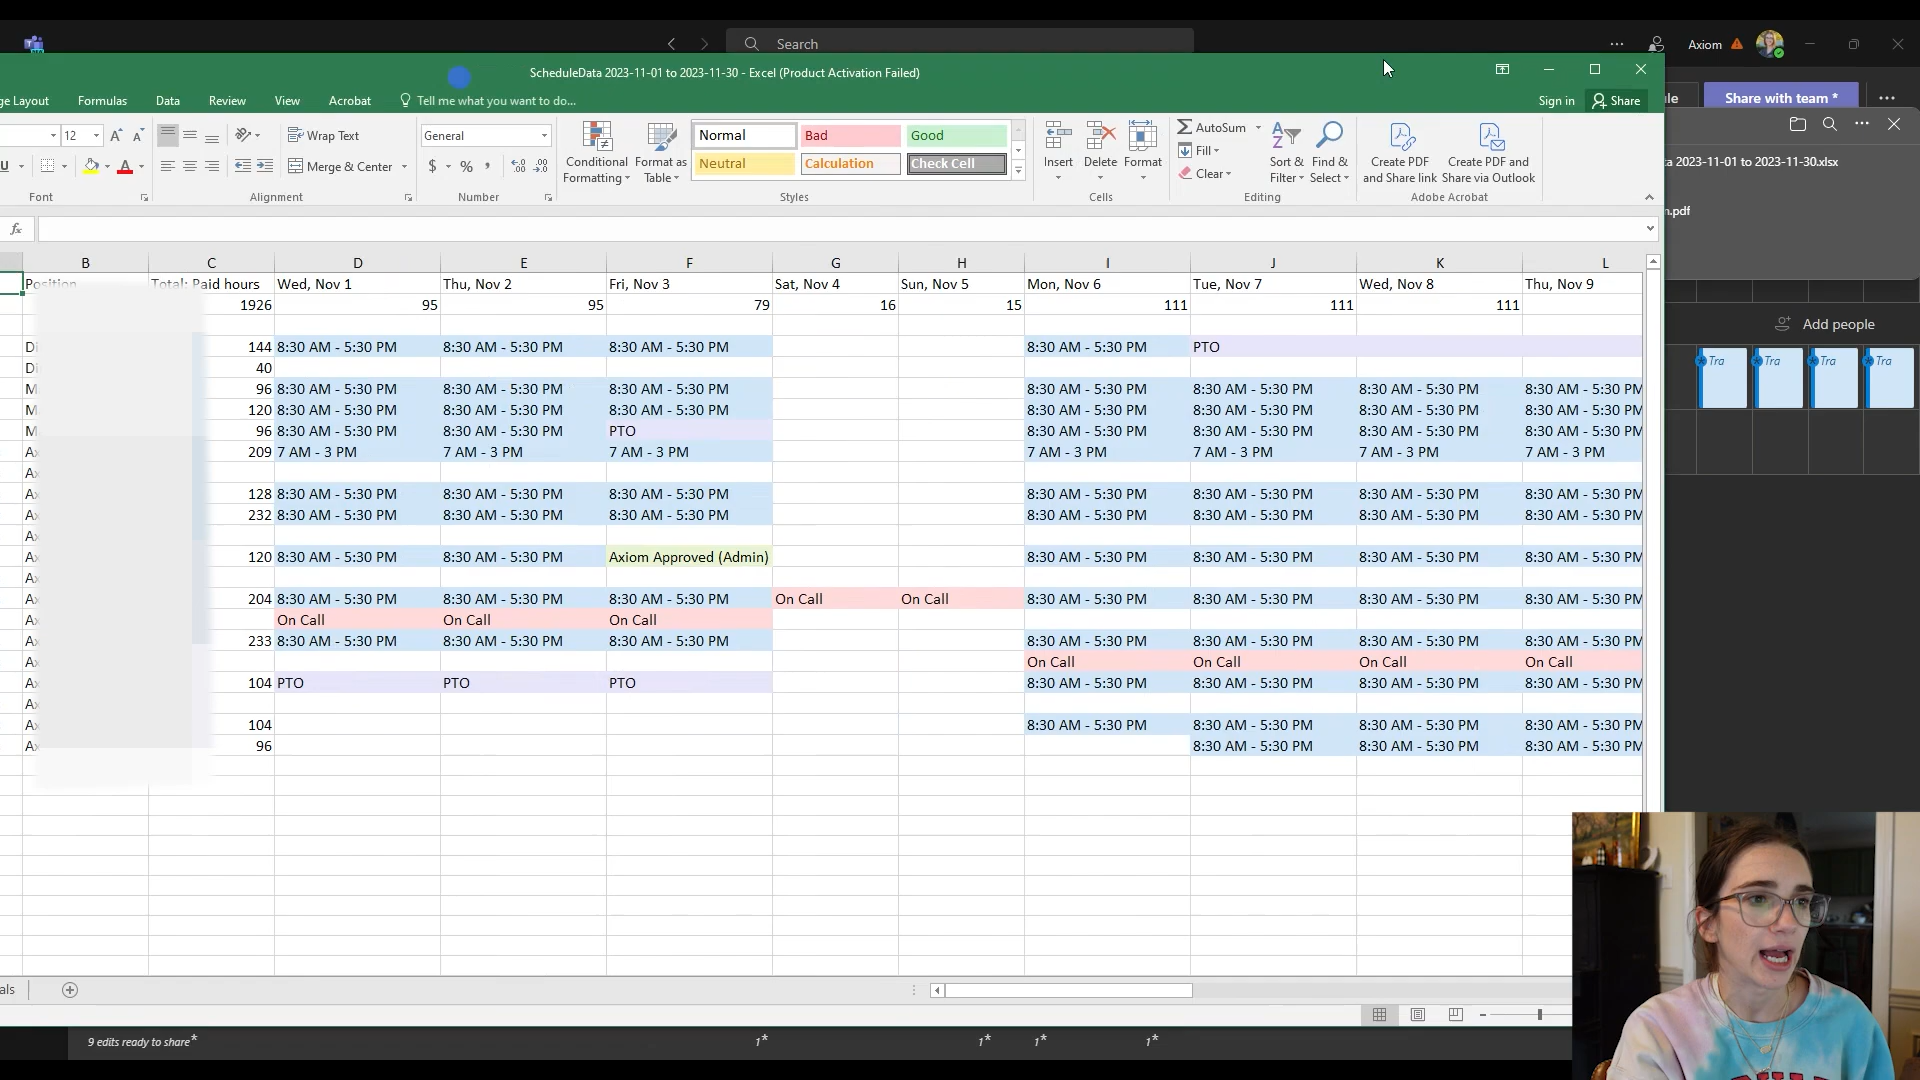 Search
Axiom
ScheduleData 2023-11-01 to 2023-11-30 - Excel (Product Activation Failed)
ge Layout Formulas Data Review View Acrobat Tell me what you want to do...
Sign in Share
le Share with team *
12 Wrap Text General Normal Bad Good AutoSum
Merge & Center $ % Neutral Calculation Check Cell Fill
Conditional Formatting Format as Table Insert Delete Format Clear Sort & Filter Find & Select Create PDF and Share link Create PDF and Share via Outlook
Font Alignment Number Styles Cells Editing Adobe Acrobat
a 2023-11-01 to 2023-11-30.xlsx
n.pdf
fx
B C D E F G H I J K L
Position Total: Paid hours Wed, Nov 1 Thu, Nov 2 Fri, Nov 3 Sat, Nov 4 Sun, Nov 5 Mon, Nov 6 Tue, Nov 7 Wed, Nov 8 Thu, Nov 9
1926 95 95 79 16 15 111 111 111
Add people
Di 144 8:30 AM - 5:30 PM 8:30 AM - 5:30 PM 8:30 AM - 5:30 PM 8:30 AM - 5:30 PM PTO
Tra Tra Tra Tra
Di 40
M 96 8:30 AM - 5:30 PM 8:30 AM - 5:30 PM 8:30 AM - 5:30 PM 8:30 AM - 5:30 PM 8:30 AM - 5:30 PM 8:30 AM - 5:30 PM 8:30 AM - 5:30 PM
M 120 8:30 AM - 5:30 PM 8:30 AM - 5:30 PM 8:30 AM - 5:30 PM 8:30 AM - 5:30 PM 8:30 AM - 5:30 PM 8:30 AM - 5:30 PM 8:30 AM - 5:30 PM
M 96 8:30 AM - 5:30 PM 8:30 AM - 5:30 PM PTO 8:30 AM - 5:30 PM 8:30 AM - 5:30 PM 8:30 AM - 5:30 PM 8:30 AM - 5:30 PM
Ax 209 7 AM - 3 PM 7 AM - 3 PM 7 AM - 3 PM 7 AM - 3 PM 7 AM - 3 PM 7 AM - 3 PM 7 AM - 3 PM
Ax
Ax 128 8:30 AM - 5:30 PM 8:30 AM - 5:30 PM 8:30 AM - 5:30 PM 8:30 AM - 5:30 PM 8:30 AM - 5:30 PM 8:30 AM - 5:30 PM 8:30 AM - 5:30 PM
Ax 232 8:30 AM - 5:30 PM 8:30 AM - 5:30 PM 8:30 AM - 5:30 PM 8:30 AM - 5:30 PM 8:30 AM - 5:30 PM 8:30 AM - 5:30 PM 8:30 AM - 5:30 PM
Ax
Ax 120 8:30 AM - 5:30 PM 8:30 AM - 5:30 PM Axiom Approved (Admin) 8:30 AM - 5:30 PM 8:30 AM - 5:30 PM 8:30 AM - 5:30 PM 8:30 AM - 5:30 PM
Ax
Ax 204 8:30 AM - 5:30 PM 8:30 AM - 5:30 PM 8:30 AM - 5:30 PM On Call On Call 8:30 AM - 5:30 PM 8:30 AM - 5:30 PM 8:30 AM - 5:30 PM 8:30 AM - 5:30 PM
Ax On Call On Call On Call
Ax 233 8:30 AM - 5:30 PM 8:30 AM - 5:30 PM 8:30 AM - 5:30 PM 8:30 AM - 5:30 PM 8:30 AM - 5:30 PM 8:30 AM - 5:30 PM 8:30 AM - 5:30 PM
Ax On Call On Call On Call On Call
Ax 104 PTO PTO PTO 8:30 AM - 5:30 PM 8:30 AM - 5:30 PM 8:30 AM - 5:30 PM 8:30 AM - 5:30 PM
Ax
Ax 104 8:30 AM - 5:30 PM 8:30 AM - 5:30 PM 8:30 AM - 5:30 PM 8:30 AM - 5:30 PM
Ax 96 8:30 AM - 5:30 PM 8:30 AM - 5:30 PM 8:30 AM - 5:30 PM
als
9 edits ready to share* 1* 1* 1* 1*